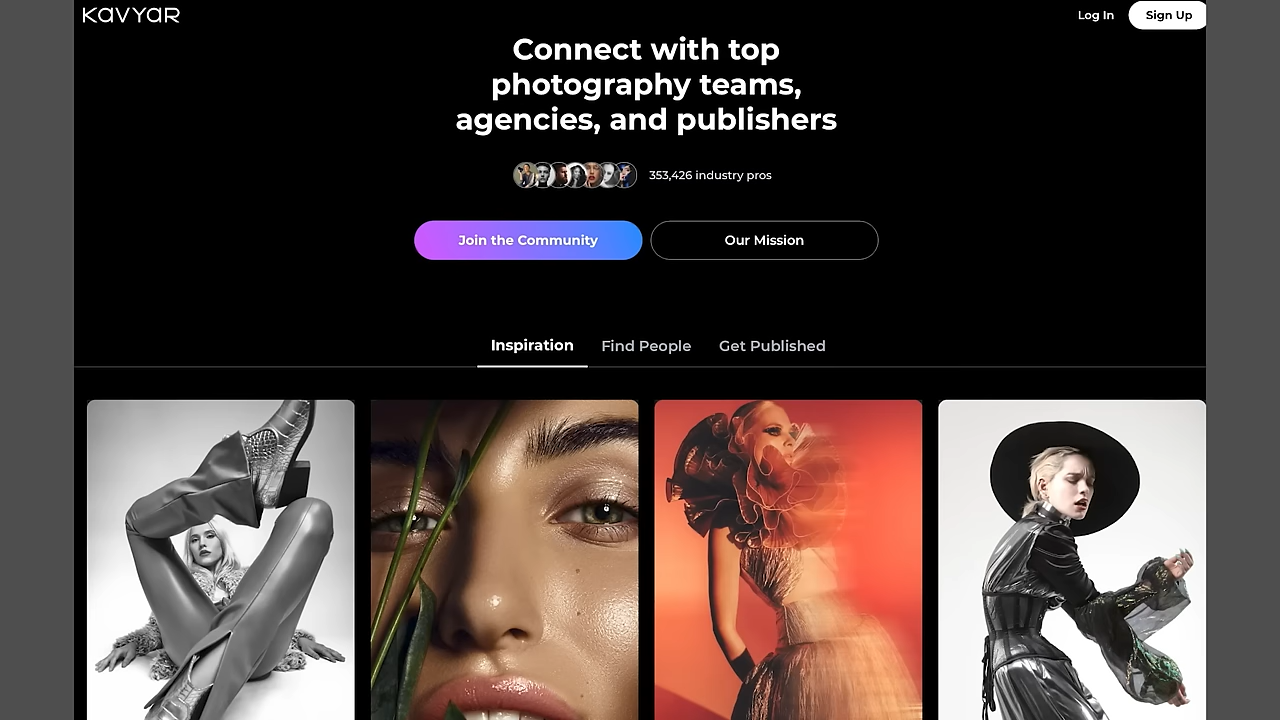 KAVYAR
Log In
Sign Up
Connect with top
photography teams,
agencies, and publishers
353,426 industry pros
Join the Community
Our Mission
Inspiration
Find People
Get Published